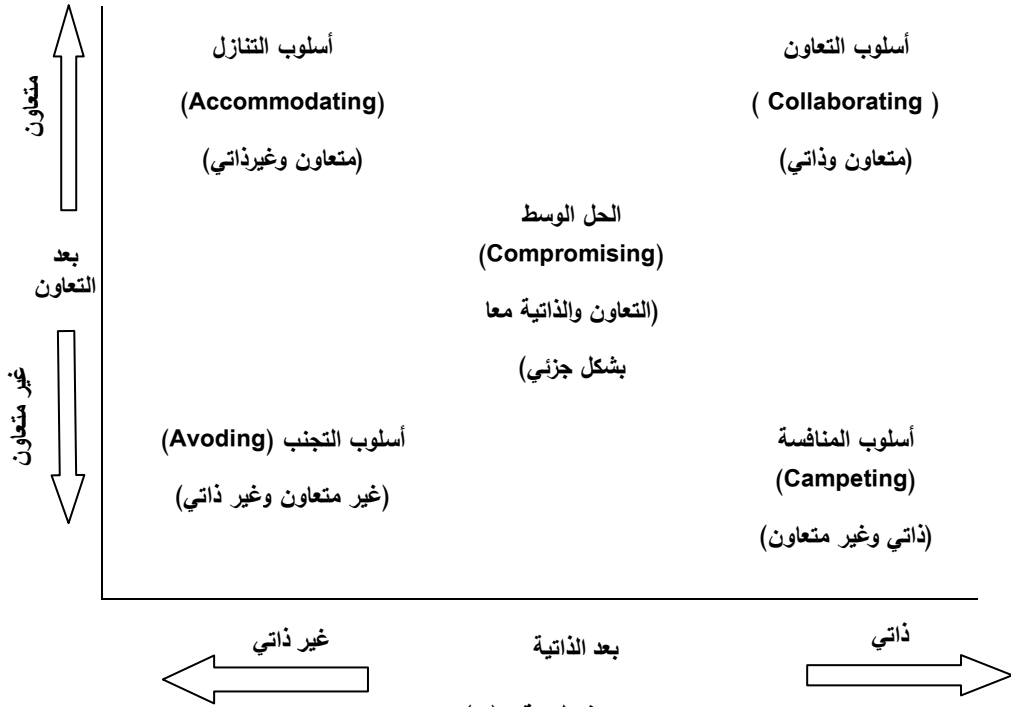 أسلوب التعاون
( Collaborating )
(متعاون وذاتي)
أسلوب التنازل
(Accommodating)
(متعاون وغيرذاتي)
متعاون
الحل الوسط
(Compromising)
(التعاون والذاتية معا
بشكل جزئي)
بعد
التعاون
غير متعاون
أسلوب المنافسة
(Campeting)
(ذاتي وغير متعاون)
أسلوب التجنب (Avoding)
(غير متعاون وغير ذاتي)
ذاتي
بعد الذاتية
غير ذاتي